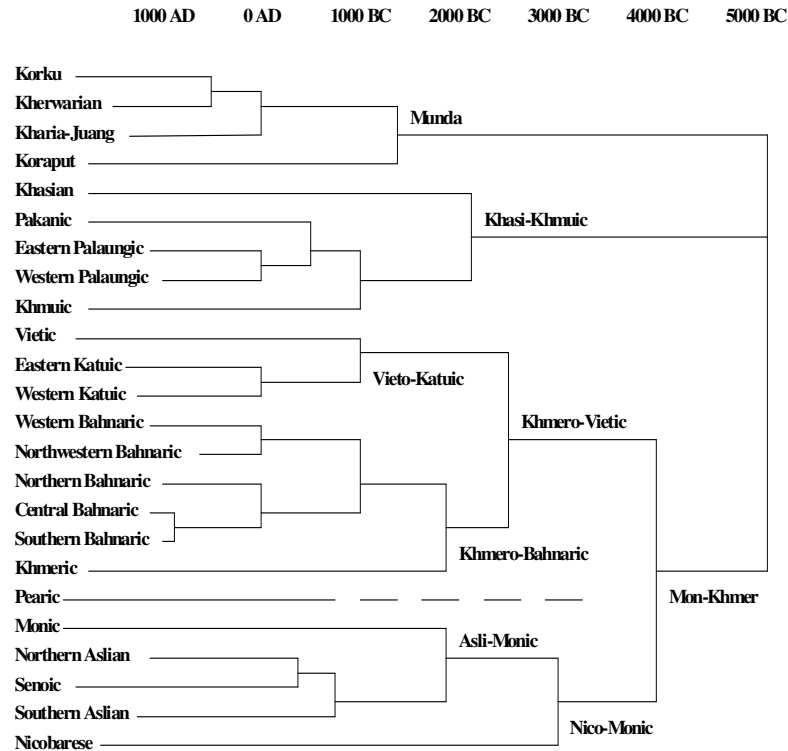 1000 AD 0 AD 1000 BC 2000 BC 3000 BC 4000 BC 5000 BC
Korku
Kherwarian
Munda
Kharia-Juang
Koraput
Khasian
Pakanic
Khasi-Khmuic
Eastern Palaungic
Western Palaungic
Khmuic
Vietic
Eastern Katuic
Vieto-Katuic
Western Katuic
Western Bahnaric
Khmero-Vietic
Northwestern Bahnaric
Northern Bahnaric
Central Bahnaric
Southern Bahnaric
Khmero-Bahnaric
Khmeric
Pearic
Mon-Khmer
Monic
Asli-Monic
Northern Aslian
Senoic
Southern Aslian
Nico-Monic
Nicobarese